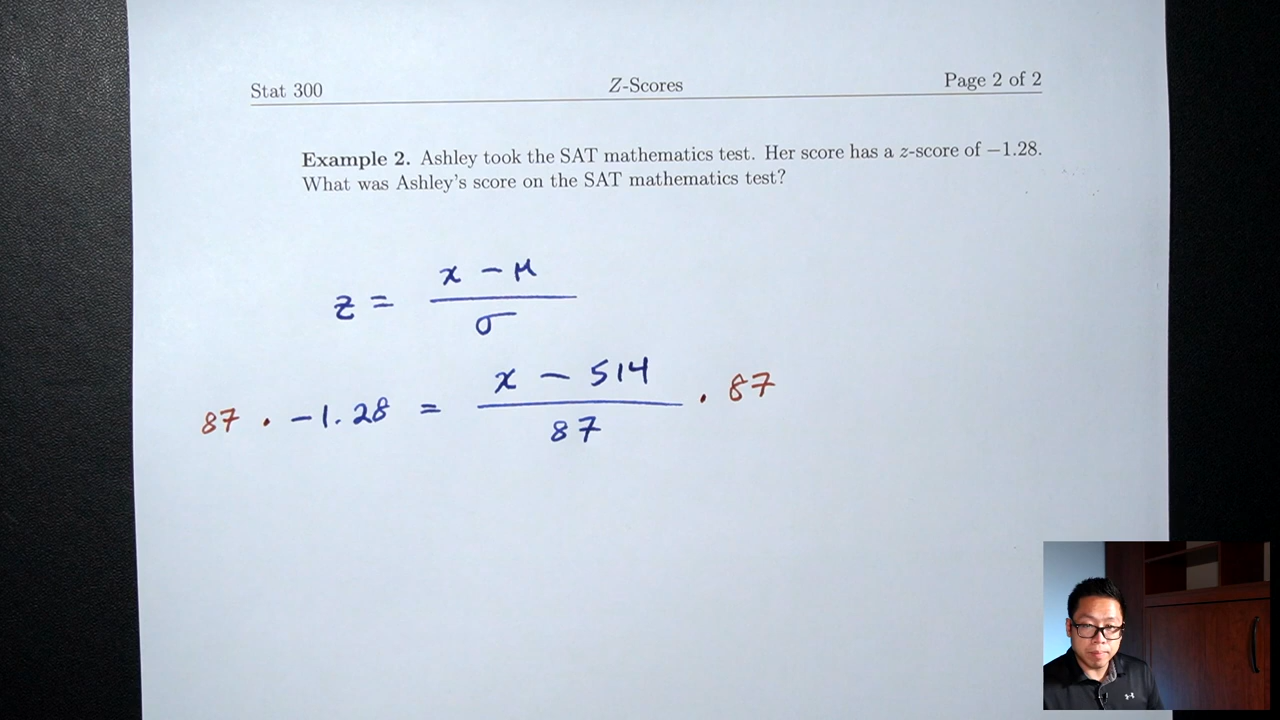 Stat 300 Z-Scores Page 2 of 2
Example 2. Ashley took the SAT mathematics test. Her score has a z-score of −1.28.
What was Ashley's score on the SAT mathematics test?
z = x − μ
σ
87 · −1.28 = x − 514 · 87
87